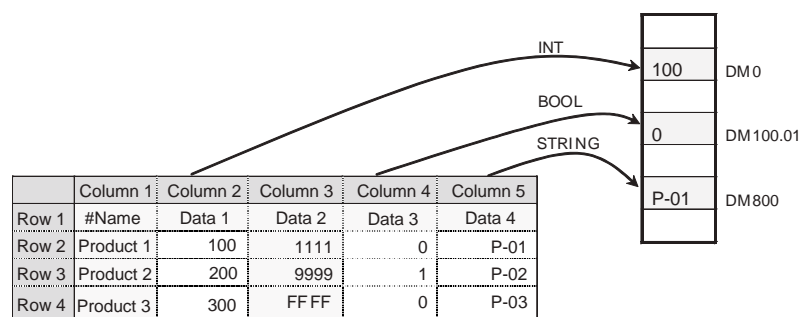 INT
100 DM0
BOOL
0 DM100.01
STRING
P-01 DM800
Column 1 Column 2 Column 3 Column 4 Column 5
Row 1 #Name Data 1 Data 2 Data 3 Data 4
Row 2 Product 1 100 1111 0 P-01
Row 3 Product 2 200 9999 1 P-02
Row 4 Product 3 300 FFFF 0 P-03